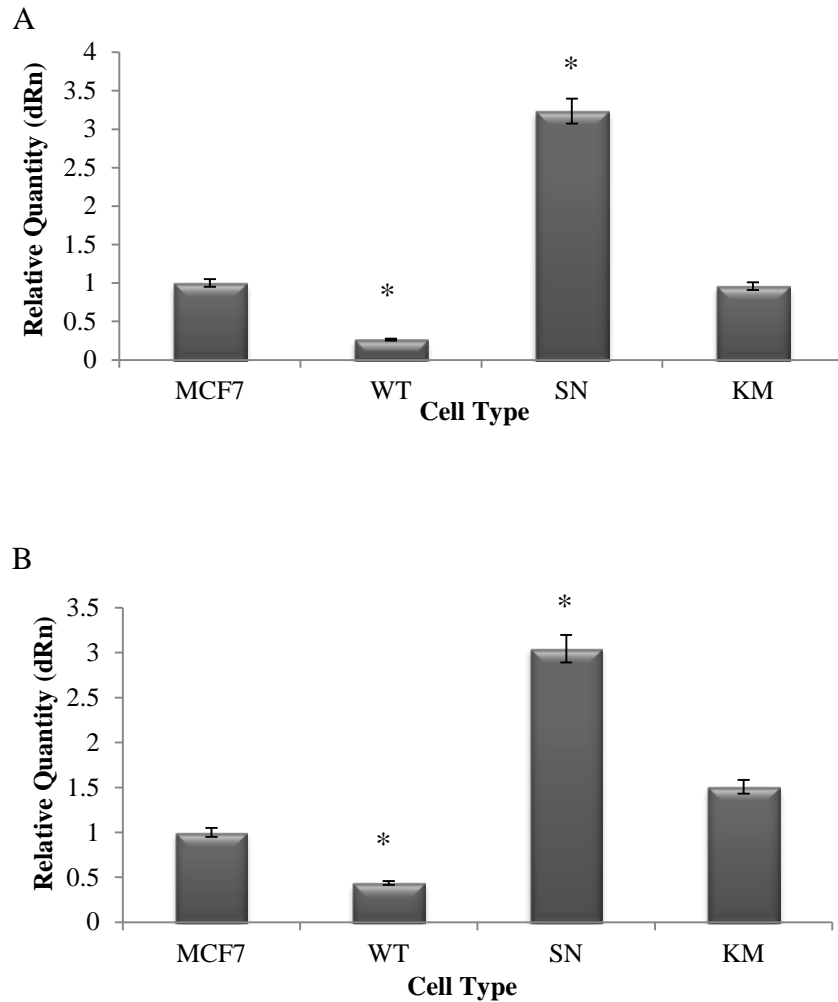 A
Relative Quantity (dRn)
4
3.5
3
2.5
2
1.5
1
0.5
0
*
*
MCF7 WT SN KM
Cell Type
B
Relative Quantity (dRn)
3.5
3
2.5
2
1.5
1
0.5
0
*
*
MCF7 WT SN KM
Cell Type